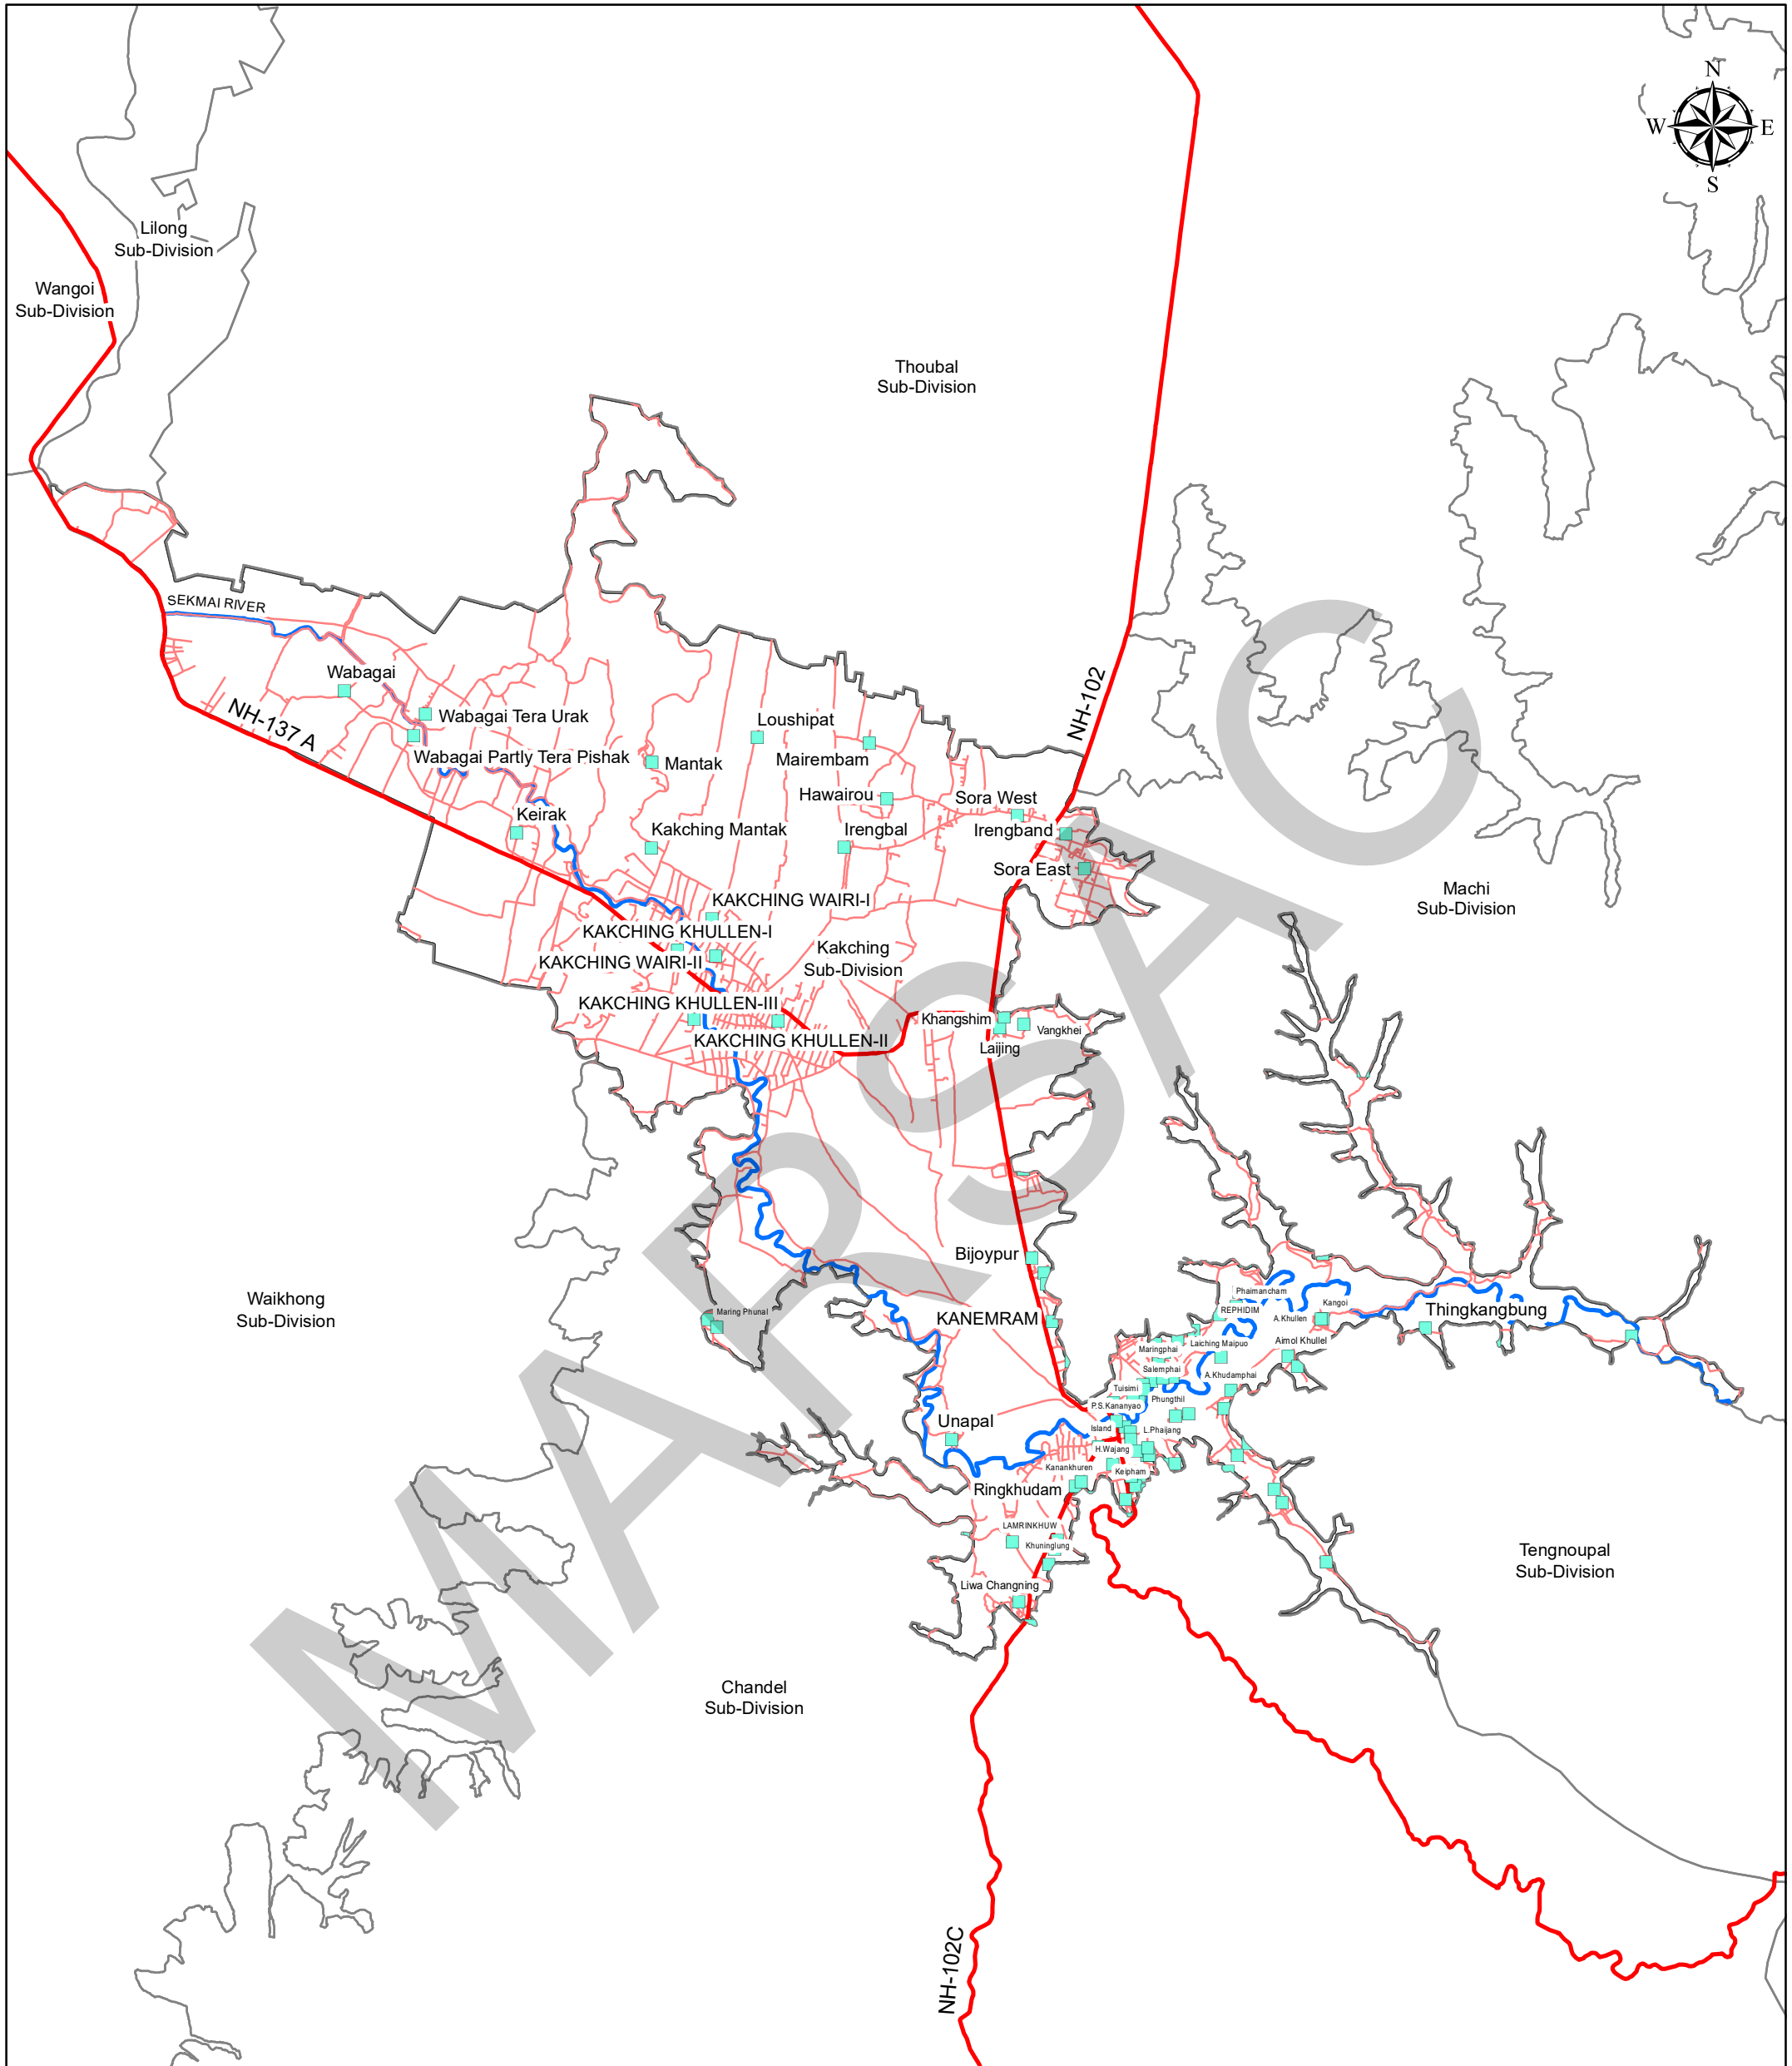 N
W
E
S
Lilong
Sub-Division
Wangoi
Sub-Division
Thoubal
Sub-Division
SEKMAI RIVER
Wabagai
NH-102
Wabagai Tera Urak
Loushipat
NH-137 A
Wabagai Partly Tera Pishak
Mantak
Mairembam
Hawairou
Sora West
Keirak
Kakching Mantak
Irengbal
Irengband
Sora East
Machi
Sub-Division
KAKCHING WAIRI-I
KAKCHING KHULLEN-I
Kakching
Sub-Division
KAKCHING WAIRI-II
KAKCHING KHULLEN-III
Khangshim
Vangkhei
KAKCHING KHULLEN-II
Laijing
Bijoypur
Phaimancham
Waikhong
Sub-Division
Maring Phunal
REPHIDIM
Kangoi
Thingkangbung
KANEMRAM
A.Khullen
Maringphai
Laiching Maipuo
Aimol Khullel
Salemphai
A.Khudamphai
Tuisimi
Phungthil
P.S.Kananyao
Unapal
Island
L.Phaijang
H.Wajang
Kanankhuren
Keipham
Ringkhudam
LAMRINKHUW
Khuninglung
Tengnoupal
Sub-Division
Liwa Changning
Chandel
Sub-Division
NH-102C
MARSAC